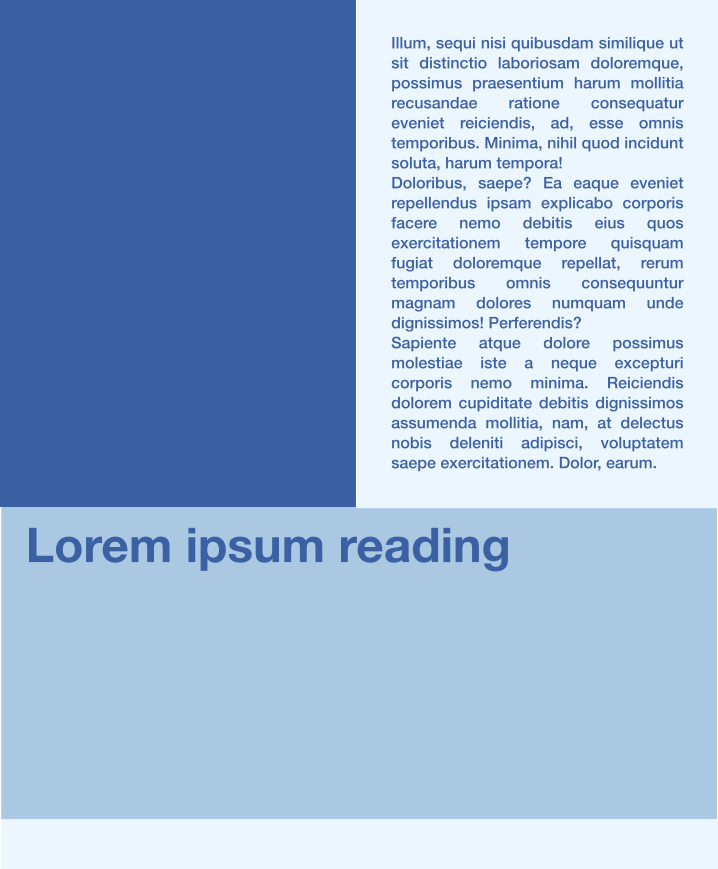 Illum, sequi nisi quibusdam similique ut
sit distinctio laboriosam doloremque,
possimus praesentium harum mollitia
recusandae ratione consequatur
eveniet reiciendis, ad, esse omnis
temporibus. Minima, nihil quod incidunt
soluta, harum tempora!
Doloribus, saepe? Ea eaque eveniet
repellendus ipsam explicabo corporis
facere nemo debitis eius quos
exercitationem tempore quisquam
fugiat doloremque repellat, rerum
temporibus omnis consequuntur
magnam dolores numquam unde
dignissimos! Perferendis?
Sapiente atque dolore possimus
molestiae iste a neque excepturi
corporis nemo minima. Reiciendis
dolorem cupiditate debitis dignissimos
assumenda mollitia, nam, at delectus
nobis deleniti adipisci, voluptatem
saepe exercitationem. Dolor, earum.
Lorem ipsum reading